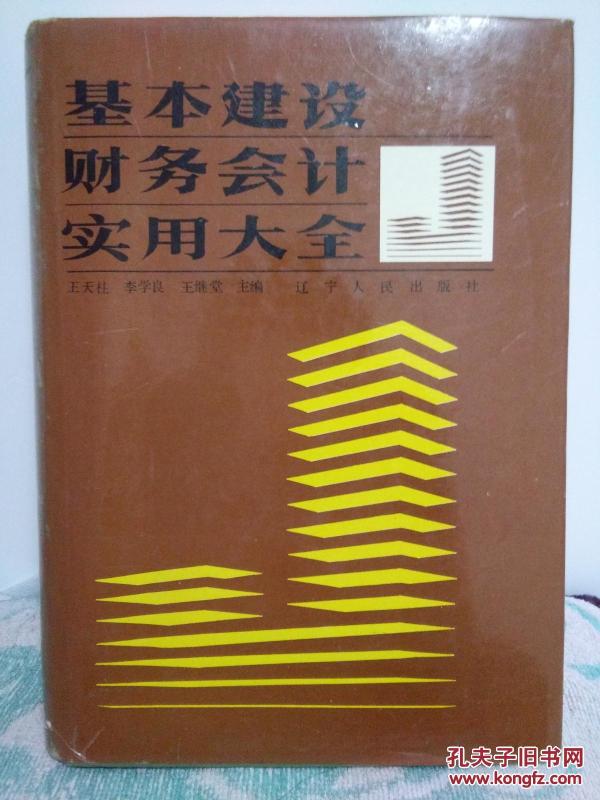 基本建设
财务会计
实用大全
王天柱 李学良 王继堂 主编 辽宁人民出版社
孔夫子旧书网
www.kongfz.com